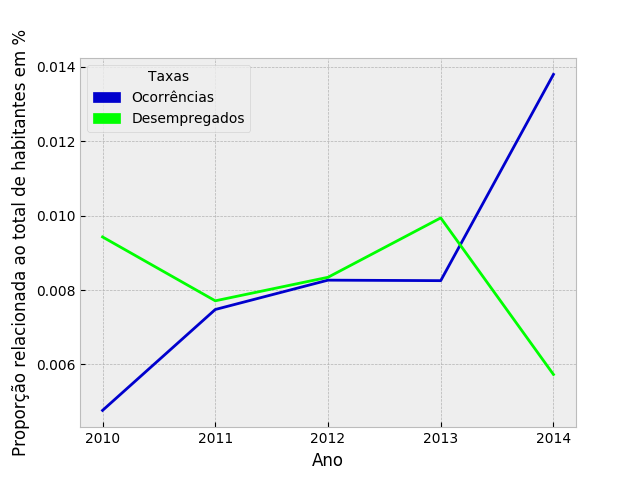 Proporção relacionada ao total de habitantes em %
0.014
0.012
0.010
0.008
0.006
Taxas
Ocorrências
Desempregados
2010 2011 2012 2013 2014
Ano